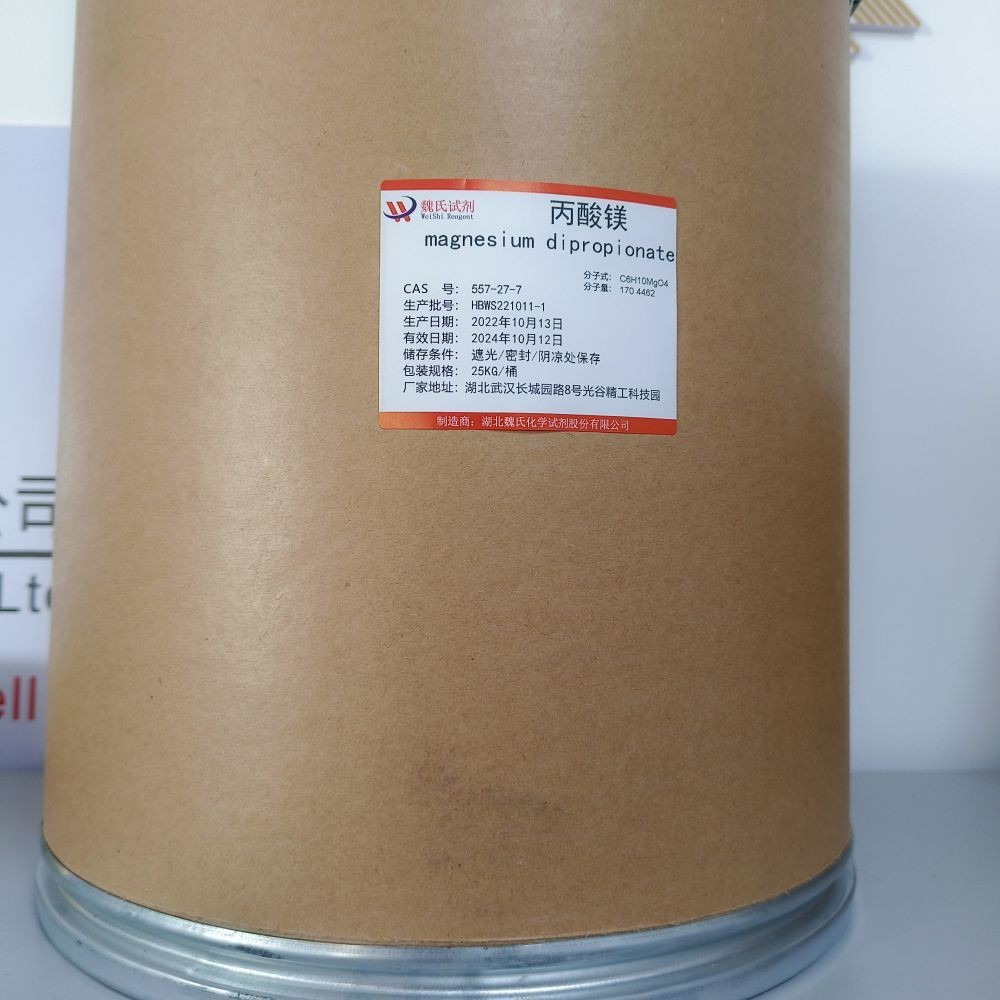 魏氏试剂
WeiShi Reagent
丙酸镁
magnesium dipropionate
分子式: C6H10MgO4
分子量: 170.4462
CAS 号: 557-27-7
生产批号: HBWS221011-1
生产日期: 2022年10月13日
有效日期: 2024年10月12日
储存条件: 遮光/密封/阴凉处保存
包装规格: 25KG/桶
厂家地址: 湖北武汉长城园路8号光谷精工科技园
制造商: 湖北魏氏化学试剂股份有限公司
公司
Lt
ell